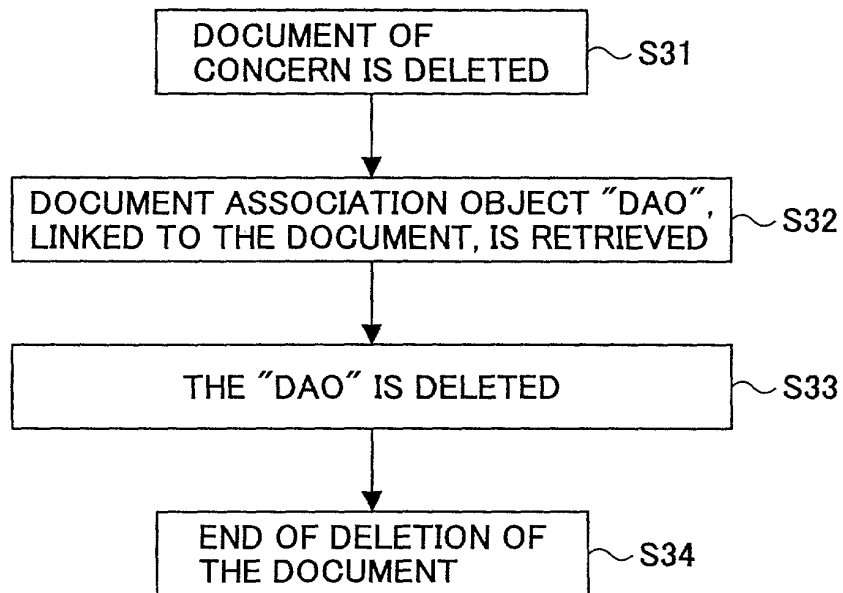 DOCUMENT OF
CONCERN IS DELETED
S31
DOCUMENT ASSOCIATION OBJECT "DAO",
LINKED TO THE DOCUMENT, IS RETRIEVED
S32
THE "DAO" IS DELETED
S33
END OF DELETION OF
THE DOCUMENT
S34